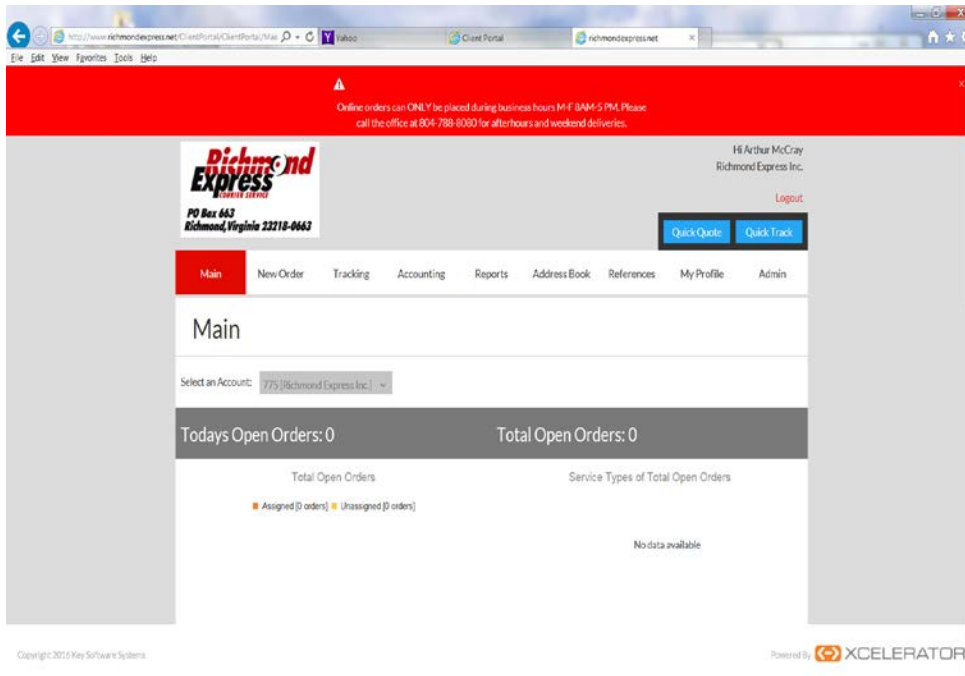 http://www.richmondexpress.net/ClientPortal/ClientPortal/Mai
Yahoo
Client Portal
richmondexpress.net
File Edit View Favorites Tools Help
Online orders can ONLY be placed during business hours M-F 8AM-5 PM. Please
call the office at 804-788-8080 for afterhours and weekend deliveries.
Richmond
Express
COURIER SERVICE
PO Box 663
Richmond, Virginia 23218-0663
Hi Arthur McCray
Richmond Express Inc.
Logout
Quick Quote Quick Track
Main New Order Tracking Accounting Reports Address Book References My Profile Admin
Main
Select an Account: 775 [Richmond Express Inc.]
Todays Open Orders: 0 Total Open Orders: 0
Total Open Orders Service Types of Total Open Orders
Assigned [0 orders] Unassigned [0 orders]
No data available
Copyright 2016 Key Software Systems
Powered By XCELERATOR